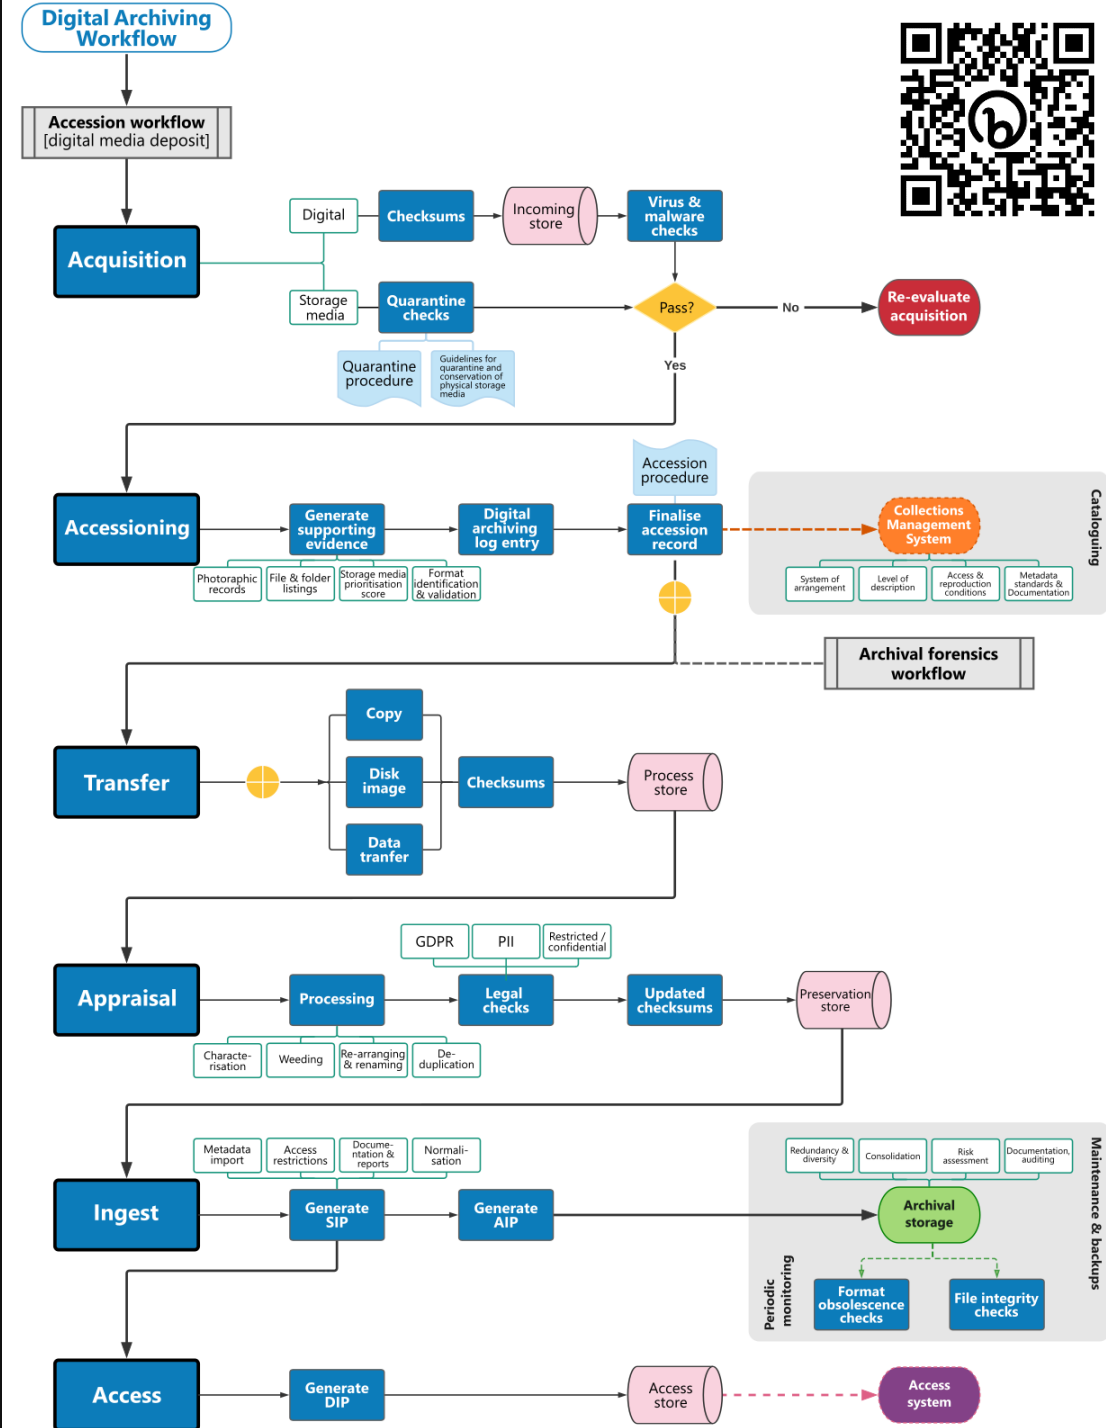 Digital Archiving
Workflow
Accession workflow
[digital media deposit]
Acquisition
Digital
Checksums
Incoming
store
Virus &
malware
checks
Storage
media
Quarantine
checks
Pass?
No
Re-evaluate
acquisition
Quarantine
procedure
Guidelines for
quarantine and
conservation of
physical storage
media
Yes
Accession
procedure
Accessioning
Generate
supporting
evidence
Digital
archiving
log entry
Finalise
accession
record
Collections
Management
System
Cataloguing
Photoraphic
records
File & folder
listings
Storage media
prioritisation
score
Format
identification
& validation
System of
arrangement
Level of
description
Access &
reproduction
conditions
Metadata
standards &
Documentation
Archival forensics
workflow
Transfer
Copy
Disk
image
Data
tranfer
Checksums
Process
store
GDPR
PII
Restricted /
confidential
Appraisal
Processing
Legal
checks
Updated
checksums
Preservation
store
Characte-
risation
Weeding
Re-arranging
& renaming
De-
duplication
Metadata
import
Access
restrictions
Docume-
ntation &
reports
Normali-
sation
Redundancy &
diversity
Consolidation
Risk
assessment
Documentation,
auditing
Maintenance & backups
Ingest
Generate
SIP
Generate
AIP
Archival
storage
Periodic
monitoring
Format
obsolescence
checks
File integrity
checks
Access
Generate
DIP
Access
store
Access
system